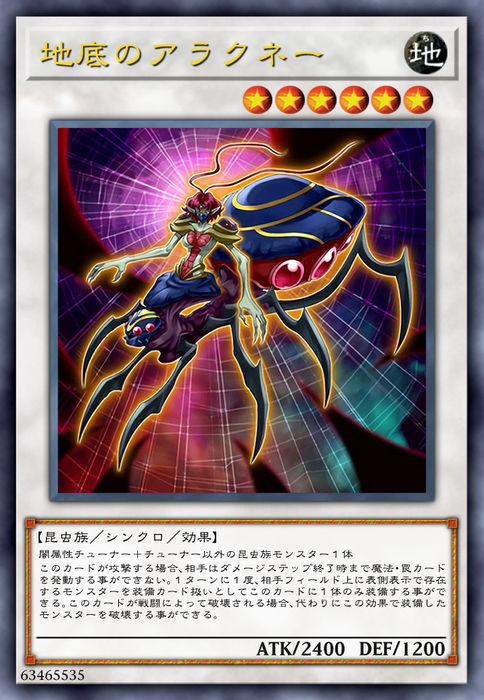 地底のアラクネー
ち
地
【昆虫族／シンクロ／効果】
闇属性チューナー＋チューナー以外の昆虫族モンスター１体
このカードが攻撃する場合、相手はダメージステップ終了時まで魔法・罠カード
を発動する事ができない。１ターンに１度、相手フィールド上に表側表示で存在
するモンスターを装備カード扱いとしてこのカードに１体のみ装備する事がで
きる。このカードが戦闘によって破壊される場合、代わりにこの効果で装備した
モンスターを破壊する事ができる。
ATK/2400 DEF/1200
63465535